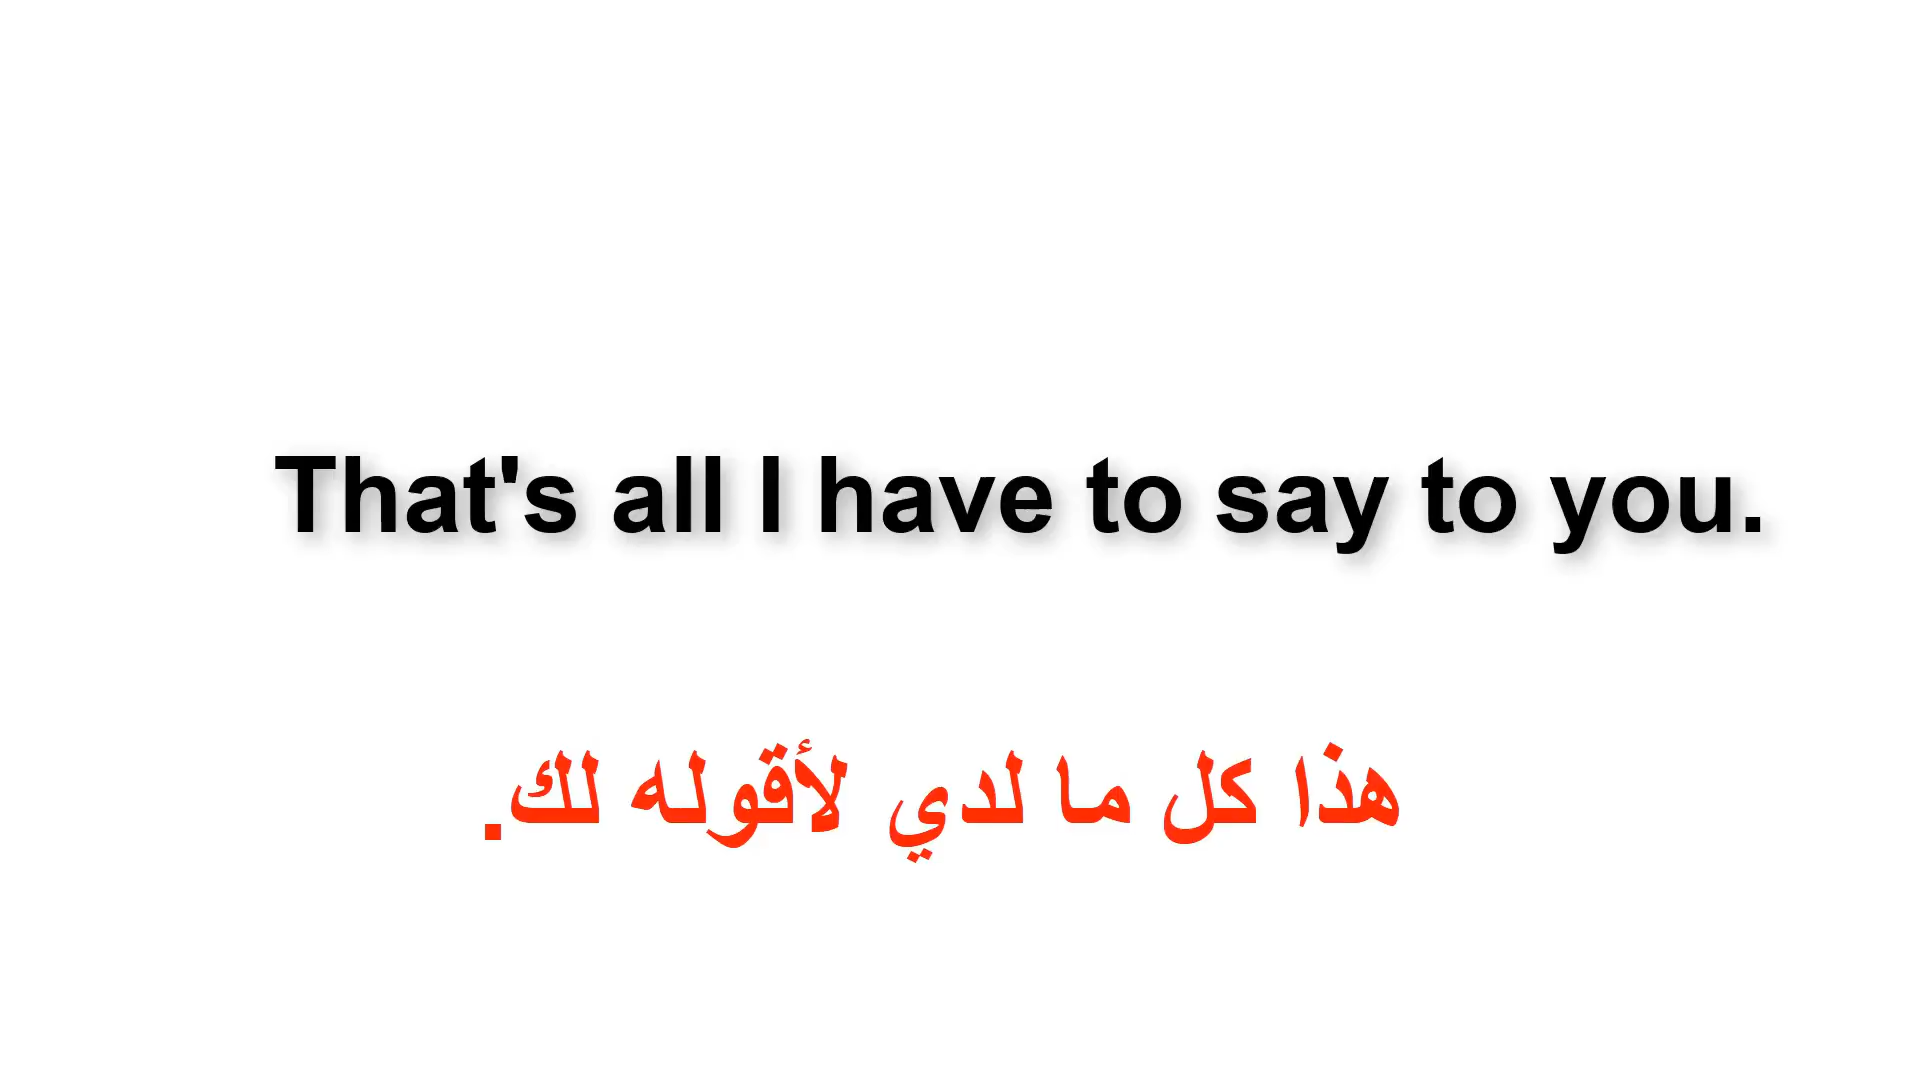 That's all I have to say to you.
هذا كل ما لدي لأقوله لك.